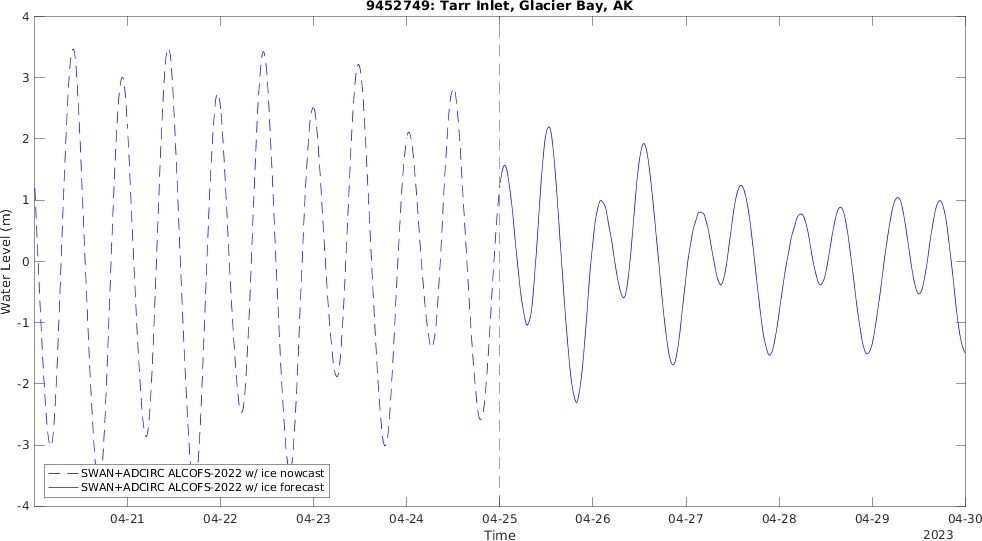 9452749: Tarr Inlet, Glacier Bay, AK
4
3
2
1
0
-1
-2
-3
-4
Water Level (m)
SWAN+ADCIRC ALCOFS-2022 w/ ice nowcast
SWAN+ADCIRC ALCOFS-2022 w/ ice forecast
04-21 04-22 04-23 04-24 04-25 04-26 04-27 04-28 04-29 04-30
Time
2023